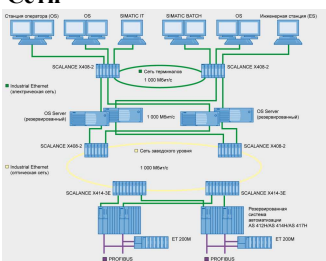 Сети
Станция оператора (OS) OS SIMATIC IT SIMATIC BATCH OS Инженерная станция (ES)
SCALANCE X408-2 Сеть терминалов SCALANCE X408-2
1 000 Мбит/с
Industrial Ethernet
(электрическая сеть)
OS Server
(резервированный)
1 000 Мбит/с
OS Server
(резервированный)
SCALANCE X408-2 Сеть заводского уровня SCALANCE X408-2
Industrial Ethernet
(оптическая сеть)
1 000 Мбит/с
SCALANCE X414-3E SCALANCE X414-3E
Резервированная
система
автоматизации
AS 412H/AS 414H/AS 417H
ET 200M ET 200M
PROFIBUS PROFIBUS